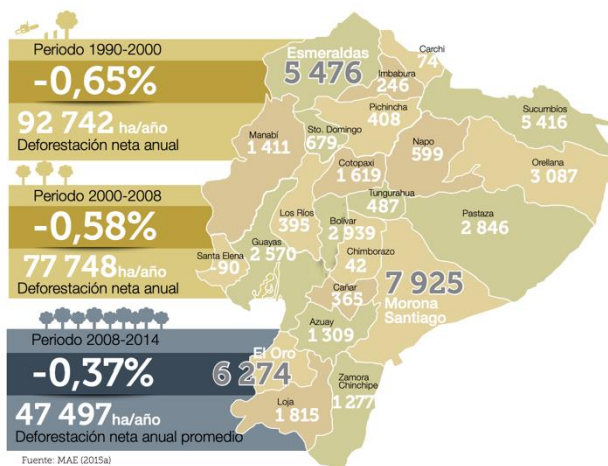 Periodo 1990-2000
-0,65%
92 742 ha/año
Deforestación neta anual
Periodo 2000-2008
-0,58%
77 748 ha/año
Deforestación neta anual
Periodo 2008-2014
-0,37%
47 497 ha/año
Deforestación neta anual promedio
Fuente: MAE (2015a)
Esmeraldas
5 476
Carchi
74
Imbabura
246
Pichincha
408
Sucumbíos
5 416
Manabí
1 411
Sto. Domingo
679
Napo
599
Orellana
3 087
Cotopaxi
1 619
Tungurahua
487
Los Ríos
395
Bolívar
2 939
Pastaza
2 846
Santa Elena
-90
Guayas
2 570
Chimborazo
42
Cañar
365
7 925
Morona
Santiago
Azuay
1 309
El Oro
6 274
Zamora
Chinchipe
1 277
Loja
1 815